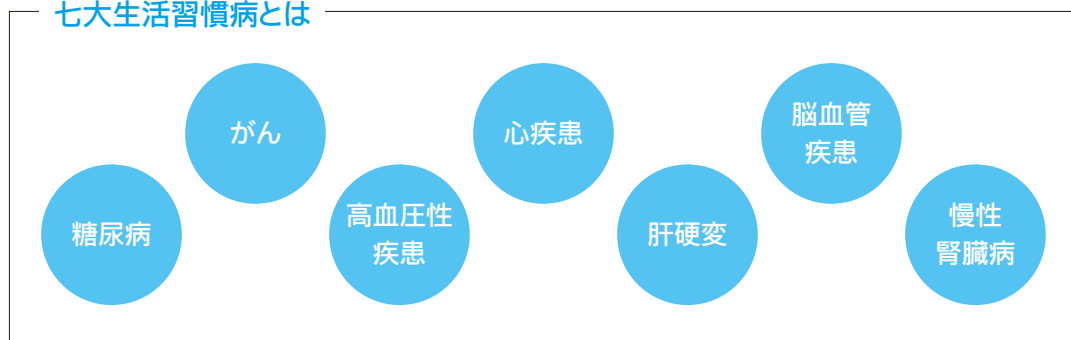 七大生活習慣病とは
がん
心疾患
脳血管
疾患
糖尿病
高血圧性
疾患
肝硬変
慢性
腎臓病